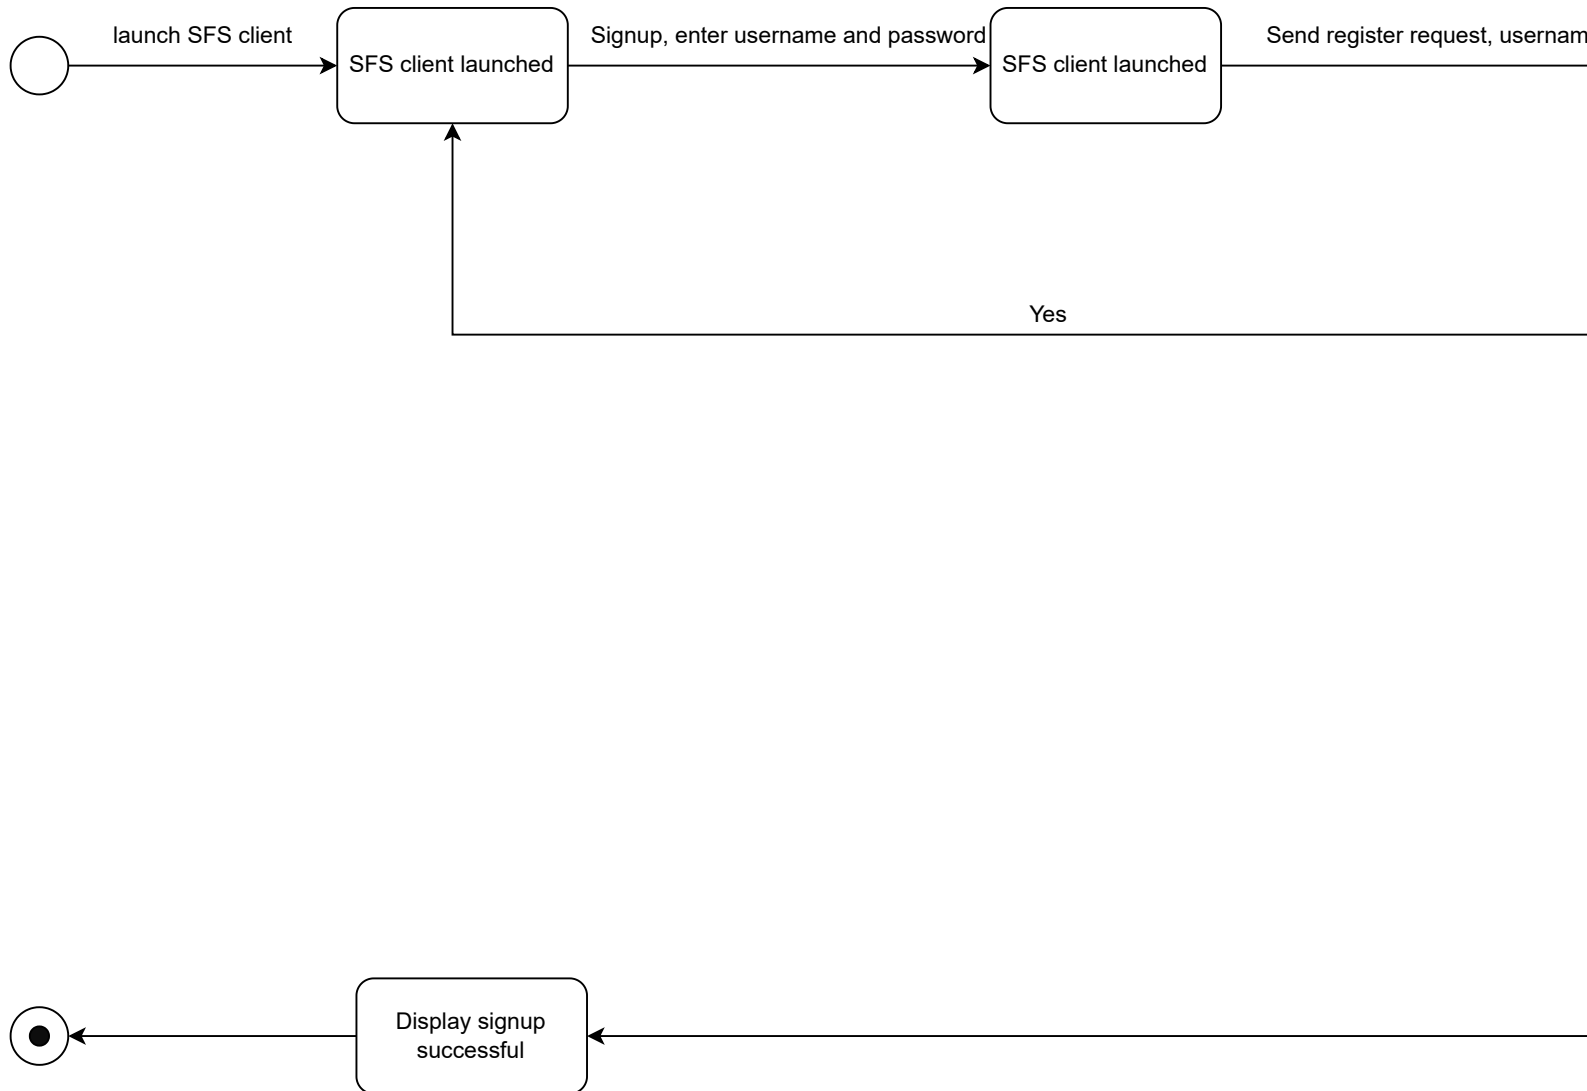 launch SFS client
SFS client launched
Signup, enter username and password
SFS client launched
Send register request, usernam
Yes
Display signup
successful